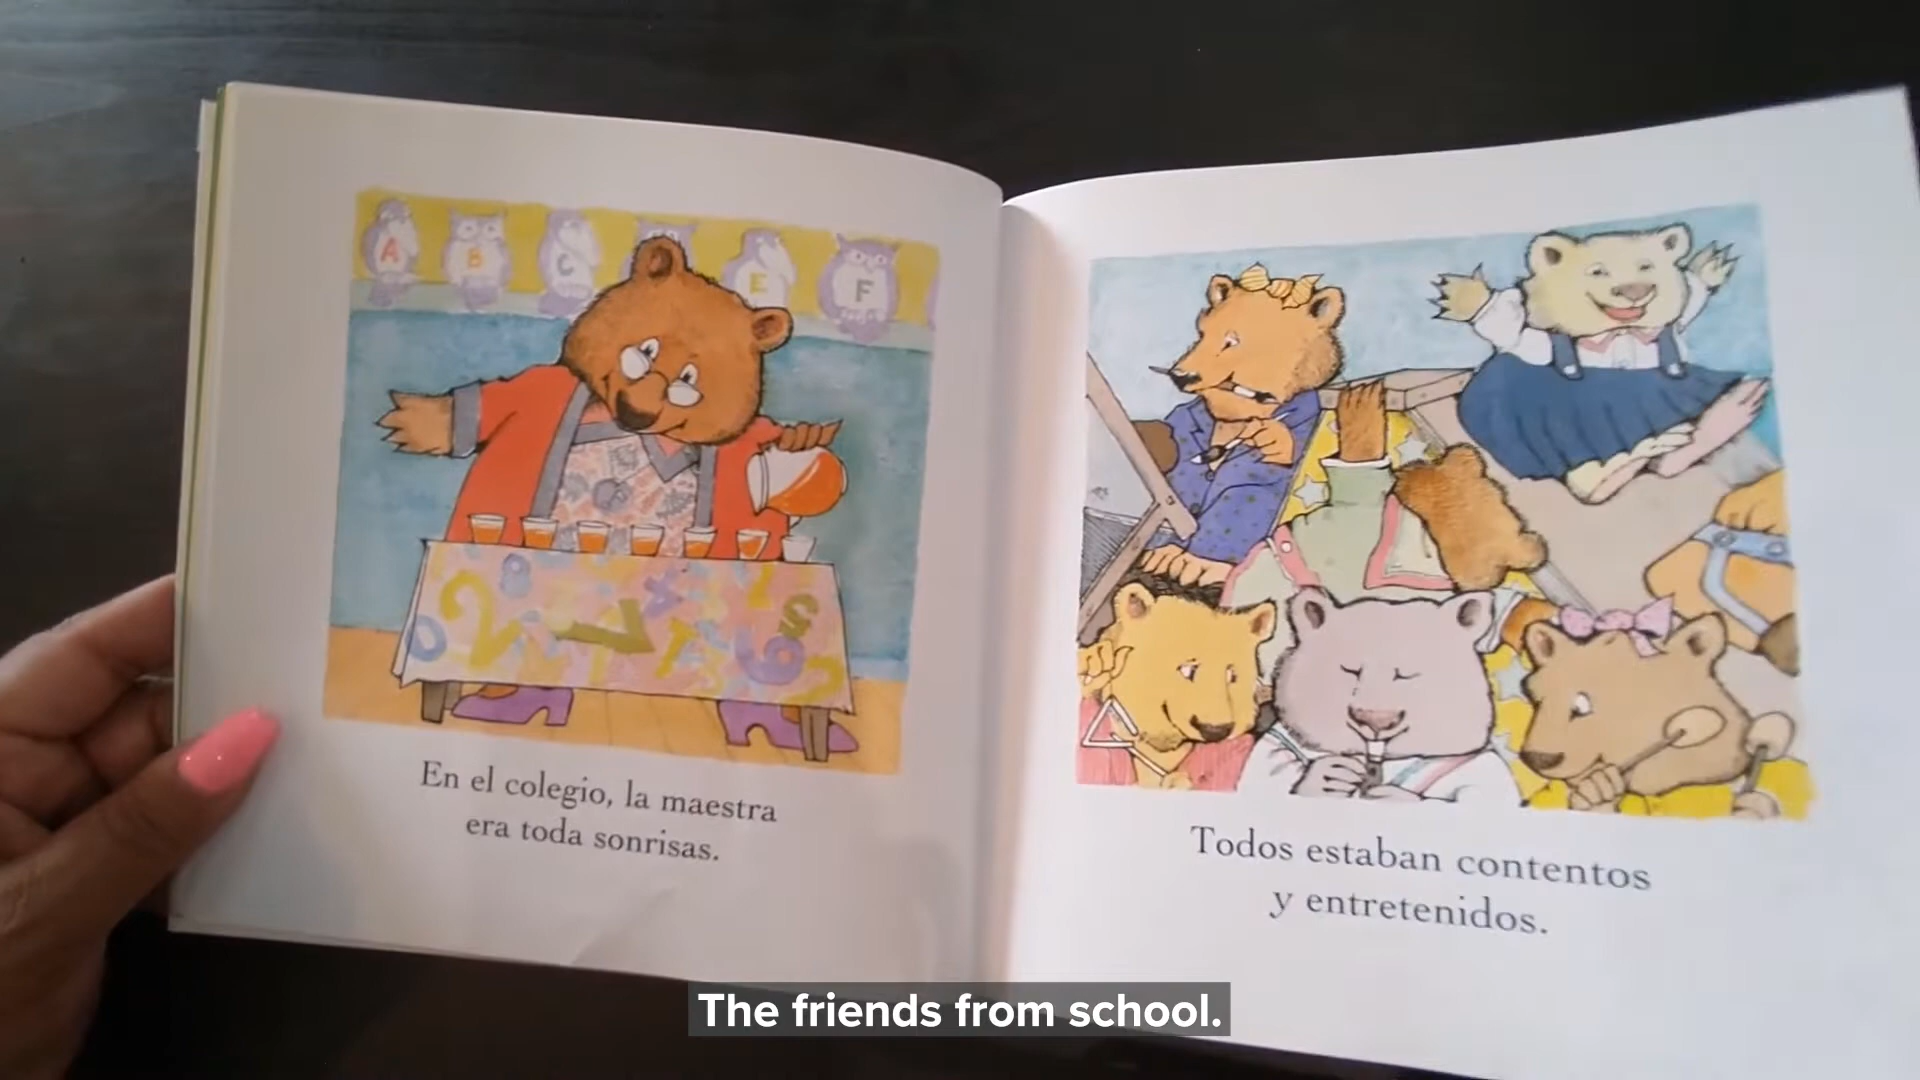 A B C E F
En el colegio, la maestra
era toda sonrisas.
Todos estaban contentos
y entretenidos.
The friends from school.